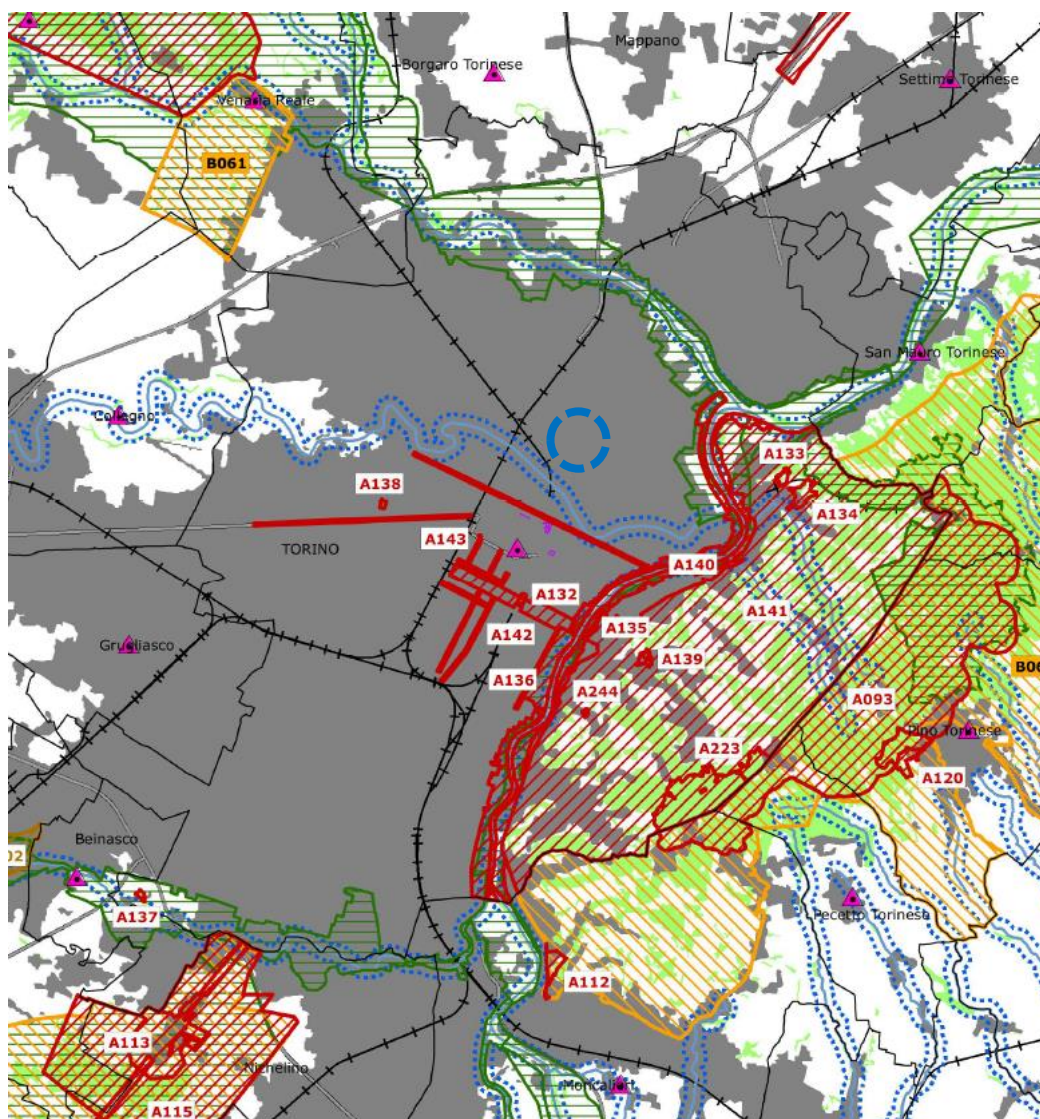 Mappano
Borgaro Torinese
Settimo Torinese
Venaria Reale
B061
San Mauro Torinese
Collegno
A133
A138
A134
A143
TORINO
A140
A132
A141
A135
A142
Grugliasco
A139
A136
B06
A244
A093
Pino Torinese
A223
A120
Beinasco
02
A137
Pecetto Torinese
A112
A113
Nichelino
Moncalieri
A115